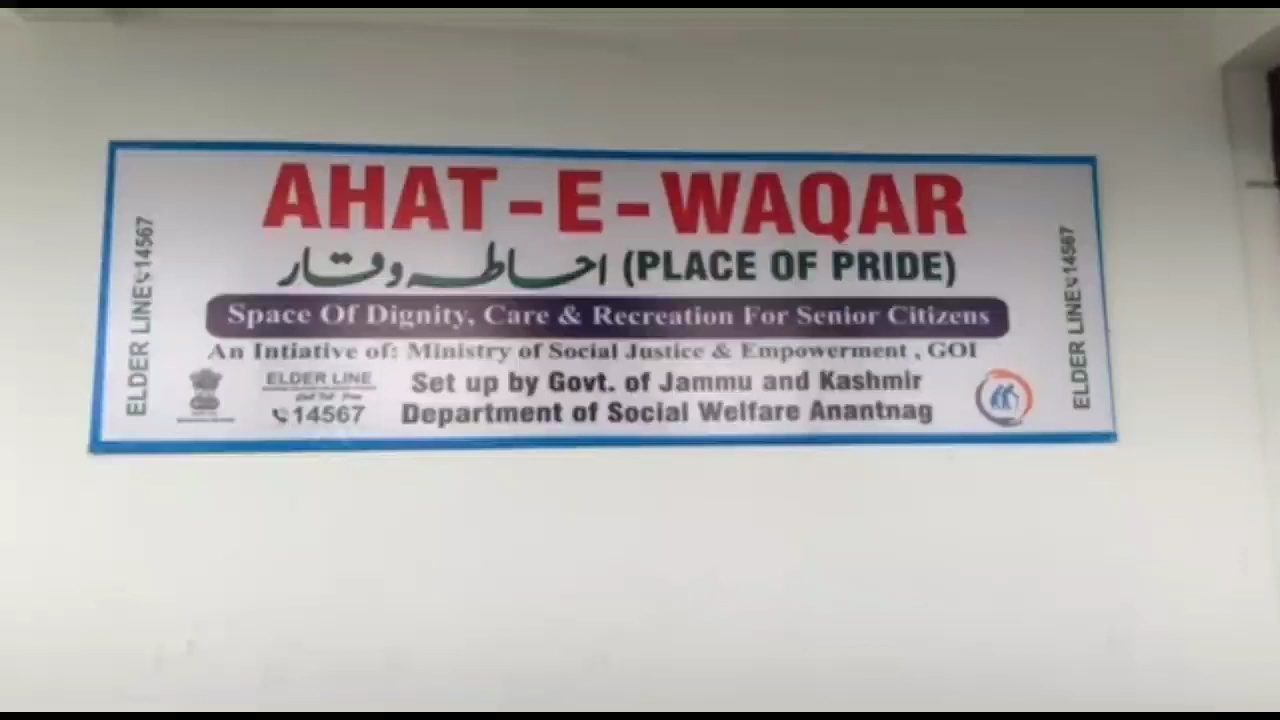 AHAT-E-WAQAR
احاطہ وقار (PLACE OF PRIDE)
Space Of Dignity, Care & Recreation For Senior Citizens
An Intiative of: Ministry of Social Justice & Empowerment , GOI
ELDER LINE
14567
Set up by Govt. of Jammu and Kashmir
Department of Social Welfare Anantnag
ELDER LINE 14567
ELDER LINE 14567